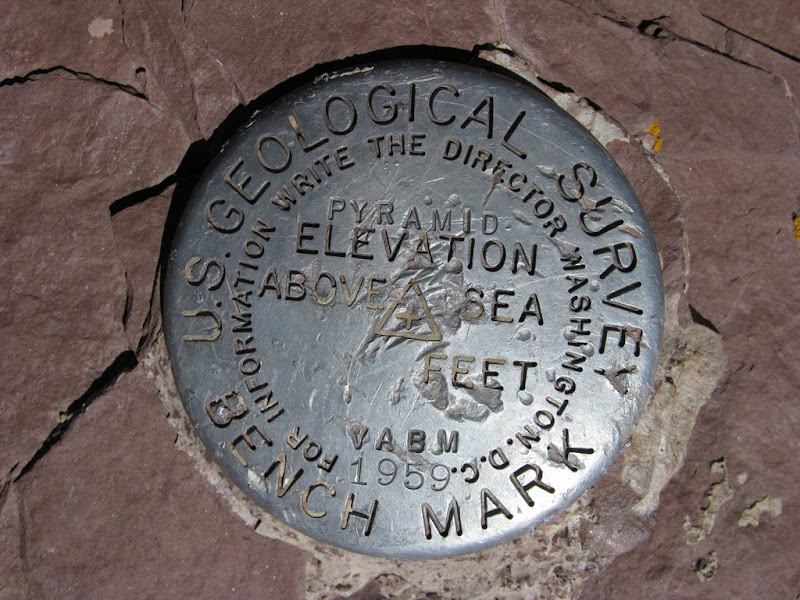 U.S. GEOLOGICAL SURVEY
FOR INFORMATION WRITE THE DIRECTOR WASHINGTON. D.C.
PYRAMID
ELEVATION
ABOVE SEA
FEET
VABM
1959
BENCH MARK